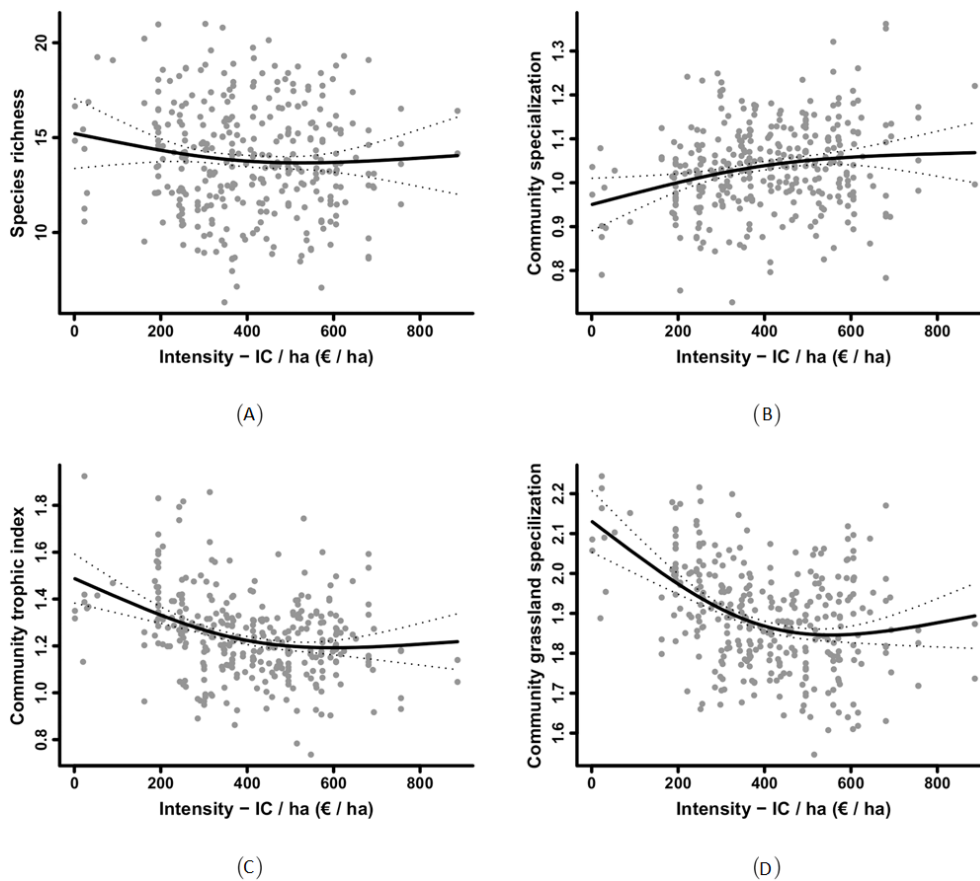 Species richness
20
15
10
0 200 400 600 800
Intensity – IC / ha (€ / ha)
(A)
Community specialization
1.3
1.2
1.1
1.0
0.9
0.8
0 200 400 600 800
Intensity – IC / ha (€ / ha)
(B)
Community trophic index
1.8
1.6
1.4
1.2
1.0
0.8
0 200 400 600 800
Intensity – IC / ha (€ / ha)
(C)
Community grassland specilization
2.2
2.1
2.0
1.9
1.8
1.7
1.6
0 200 400 600 800
Intensity – IC / ha (€ / ha)
(D)